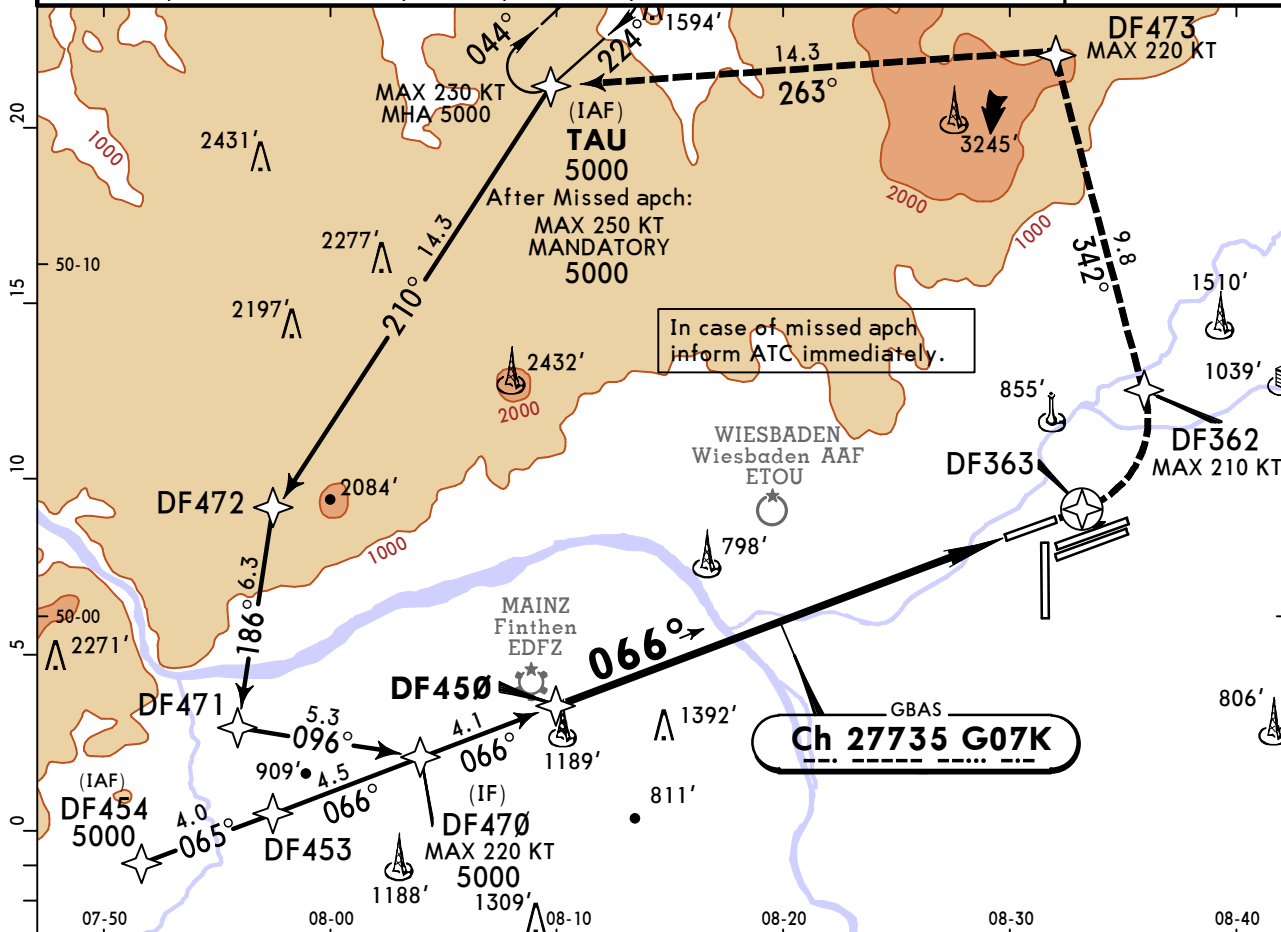 044°
224°
1594′
DF473
MAX 220 KT
14.3
263°
MAX 230 KT
MHA 5000
(IAF)
TAU
5000
After Missed apch:
MAX 250 KT
MANDATORY
5000
20
1000
2431′
3245′
2000
1000
14.3
210°
2277′
50-10
9.8
342°
15
2197′
1510′
In case of missed apch
inform ATC immediately.
2432′
2000
855′
1039′
WIESBADEN
Wiesbaden AAF
ETOU
DF363
DF362
MAX 210 KT
10
DF472
2084′
1000
798′
6.3
186°
50-00
MAINZ
Finthen
EDFZ
066°
5
2271′
DF471
DF450
5.3
096°
4.1
066°
1189′
1392′
GBAS
Ch 27735 G07K
806′
909′
4.5
066°
(IAF)
DF454
5000
4.0
065°
DF453
(IF)
DF470
MAX 220 KT
5000
811′
0
1188′
1309′
07-50
08-00
08-10
08-20
08-30
08-40